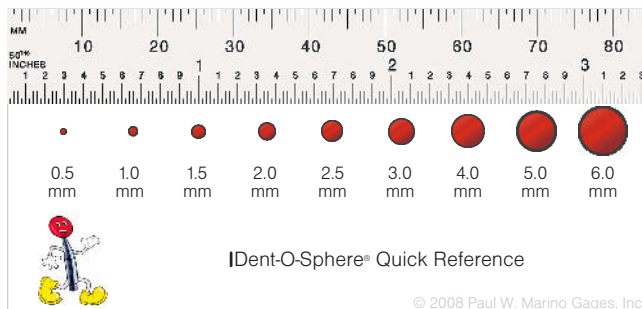 MM
10 20 30 40 50 60 70 80
50THS
INCHES
1 2 3
1 2 3 4 5 6 7 8 9 1 2 3 4 5 6 7 8 9 1 2 3 4 5 6 7 8 9 1 2 3
0.5 1.0 1.5 2.0 2.5 3.0 4.0 5.0 6.0
mm mm mm mm mm mm mm mm mm
IDent-O-Sphere® Quick Reference
© 2008 Paul W. Marino Gages, Inc